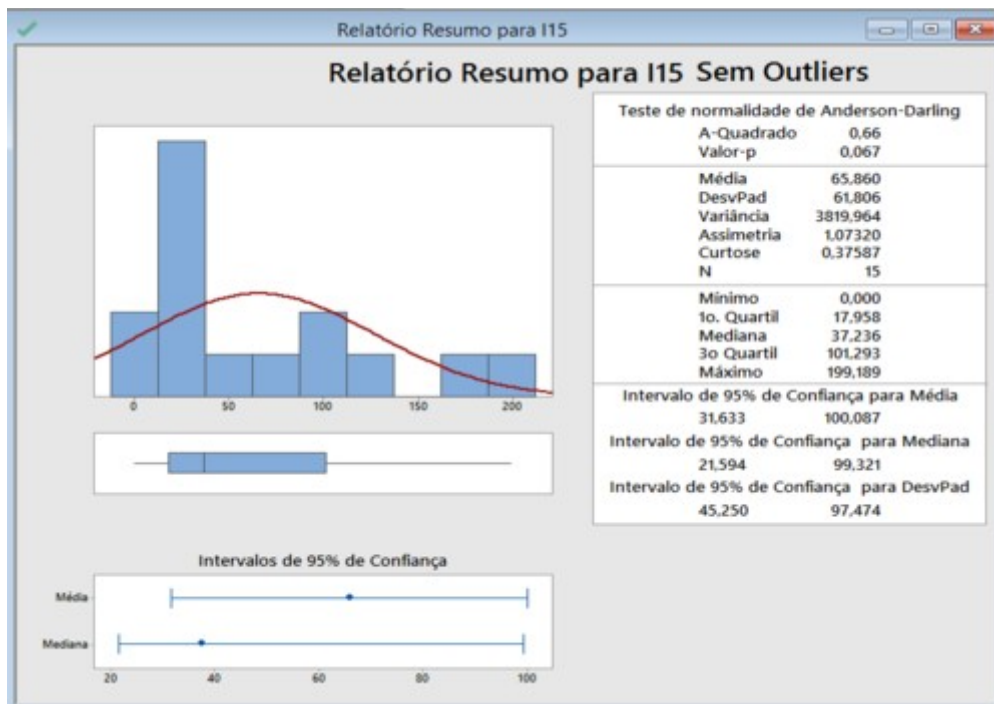 Relatório Resumo para I15
Relatório Resumo para I15 Sem Outliers
Teste de normalidade de Anderson-Darling
A-Quadrado 0,66
Valor-p 0,067
Média 65,860
DesvPad 61,806
Variância 3819,964
Assimetria 1,07320
Curtose 0,37587
N 15
Mínimo 0,000
1o. Quartil 17,958
Mediana 37,236
3o Quartil 101,293
Máximo 199,189
Intervalo de 95% de Confiança para Média
31,633 100,087
Intervalo de 95% de Confiança para Mediana
21,594 99,321
Intervalo de 95% de Confiança para DesvPad
45,250 97,474
0 50 100 150 200
Intervalos de 95% de Confiança
Média
Mediana
20 40 60 80 100